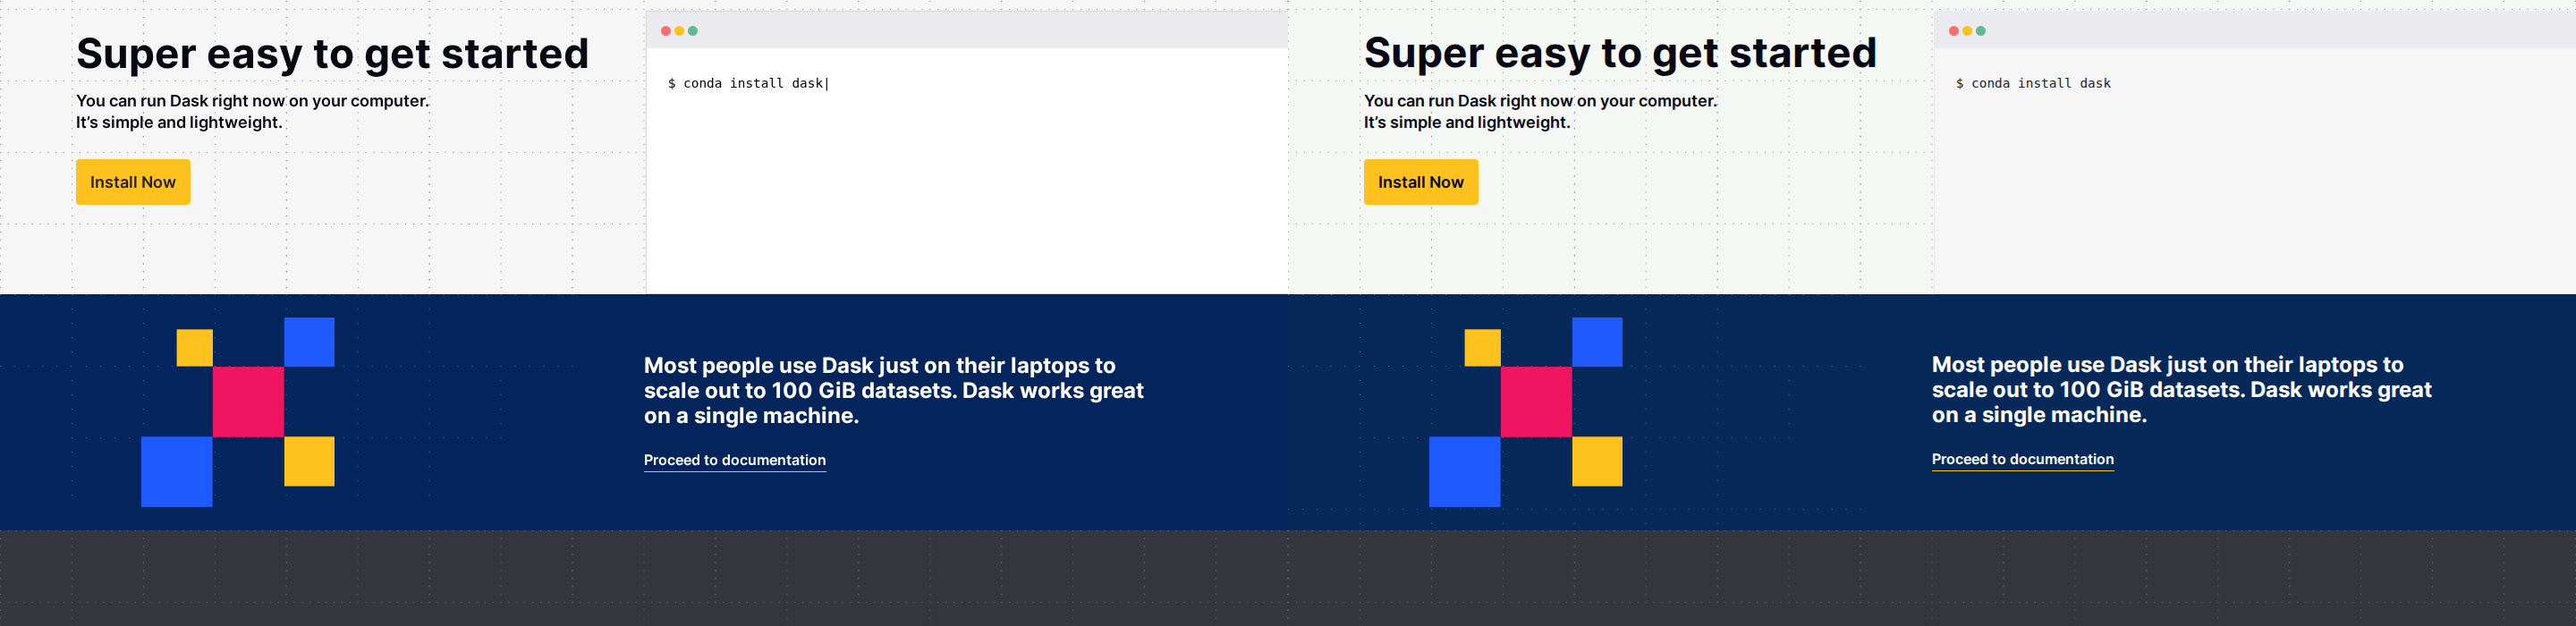 Super easy to get started
You can run Dask right now on your computer.
It’s simple and lightweight.
Install Now
$ conda install dask|
Most people use Dask just on their laptops to
scale out to 100 GiB datasets. Dask works great
on a single machine.
Proceed to documentation
Super easy to get started
You can run Dask right now on your computer.
It’s simple and lightweight.
Install Now
$ conda install dask
Most people use Dask just on their laptops to
scale out to 100 GiB datasets. Dask works great
on a single machine.
Proceed to documentation